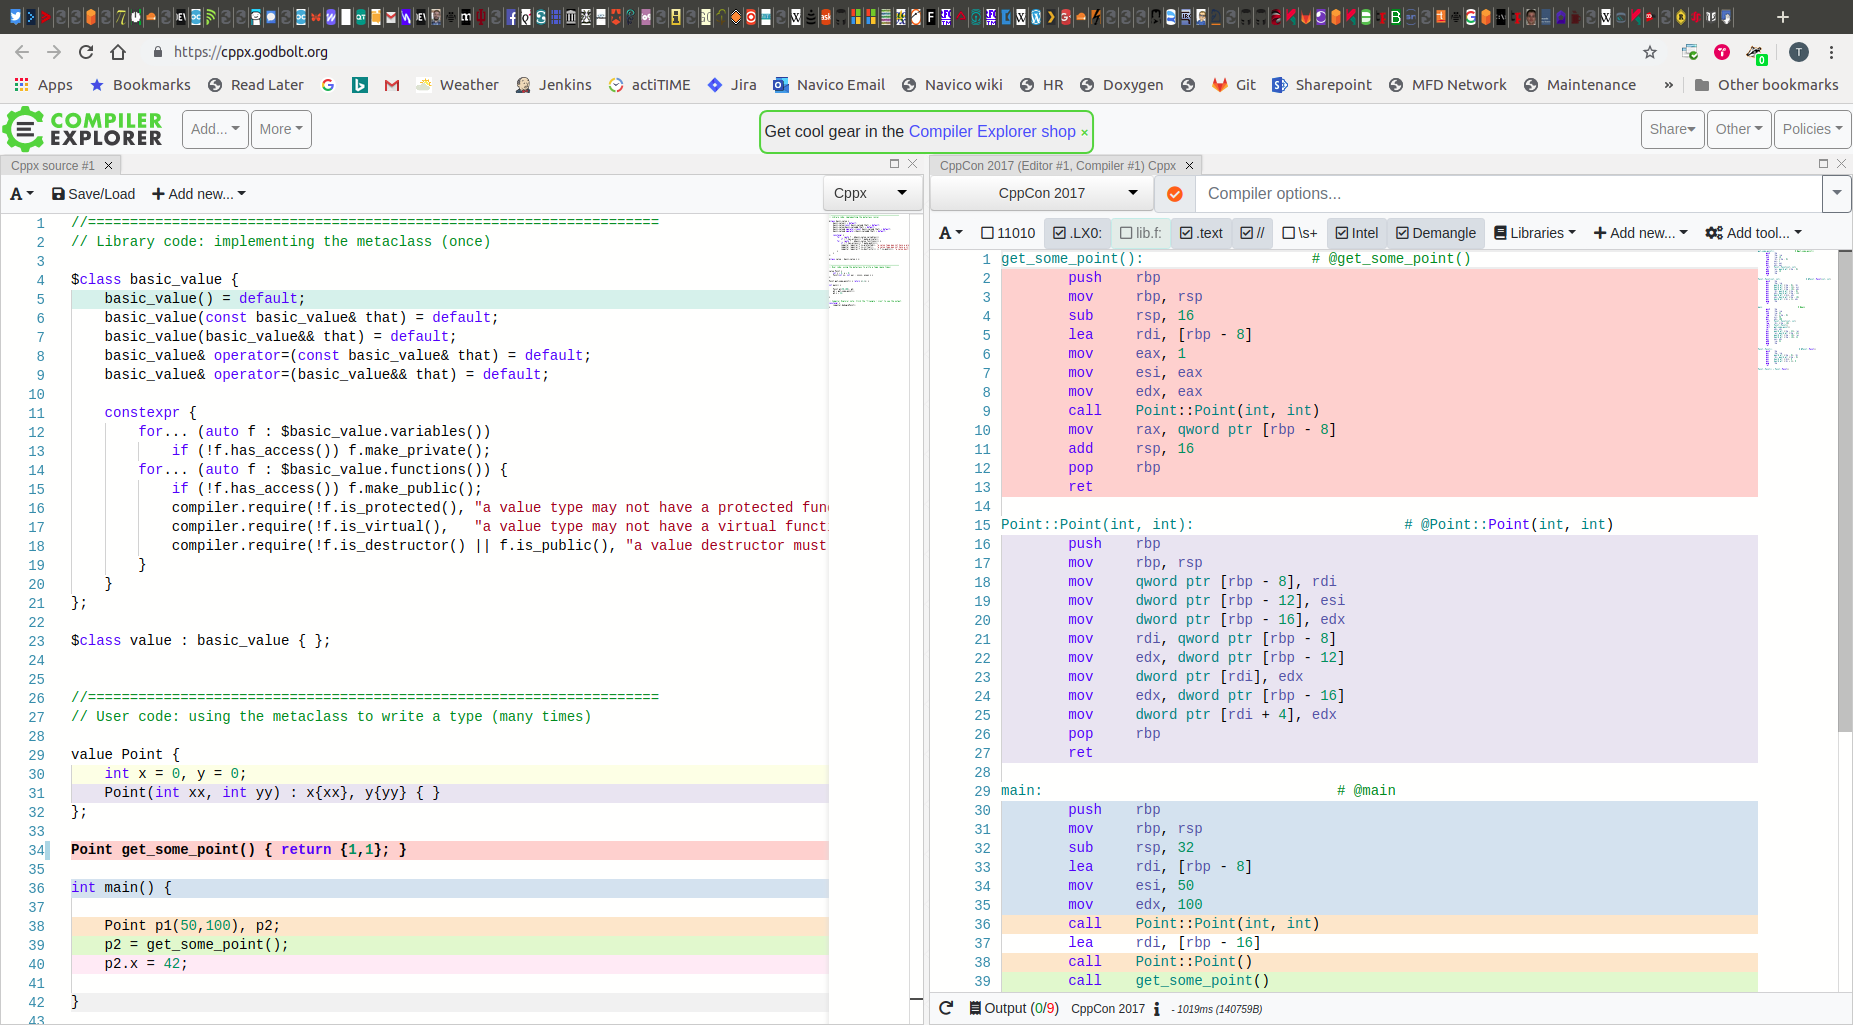 https://cppx.godbolt.org
Apps Bookmarks Read Later Weather Jenkins actiTIME Jira Navico Email Navico wiki HR Doxygen Git Sharepoint MFD Network Maintenance » Other bookmarks
COMPILER EXPLORER Add... More Get cool gear in the Compiler Explorer shop × Share Other Policies
Cppx source #1 ×
A Save/Load + Add new... Cppx
1 //====================================================================
2 // Library code: implementing the metaclass (once)
3
4 $class basic_value {
5 basic_value() = default;
6 basic_value(const basic_value& that) = default;
7 basic_value(basic_value&& that) = default;
8 basic_value& operator=(const basic_value& that) = default;
9 basic_value& operator=(basic_value&& that) = default;
10
11 constexpr {
12 for... (auto f : $basic_value.variables())
13 if (!f.has_access()) f.make_private();
14 for... (auto f : $basic_value.functions()) {
15 if (!f.has_access()) f.make_public();
16 compiler.require(!f.is_protected(), "a value type may not have a protected fun
17 compiler.require(!f.is_virtual(), "a value type may not have a virtual functi
18 compiler.require(!f.is_destructor() || f.is_public(), "a value destructor must
19 }
20 }
21 };
22
23 $class value : basic_value { };
24
25
26 //====================================================================
27 // User code: using the metaclass to write a type (many times)
28
29 value Point {
30 int x = 0, y = 0;
31 Point(int xx, int yy) : x{xx}, y{yy} { }
32 };
33
34 Point get_some_point() { return {1,1}; }
35
36 int main() {
37
38 Point p1(50,100), p2;
39 p2 = get_some_point();
40 p2.x = 42;
41
42 }
43
CppCon 2017 (Editor #1, Compiler #1) Cppx ×
CppCon 2017 Compiler options...
A 11010 .LX0: lib.f: .text // \s+ Intel Demangle Libraries + Add new... Add tool...
1 get_some_point(): # @get_some_point()
2 push rbp
3 mov rbp, rsp
4 sub rsp, 16
5 lea rdi, [rbp - 8]
6 mov eax, 1
7 mov esi, eax
8 mov edx, eax
9 call Point::Point(int, int)
10 mov rax, qword ptr [rbp - 8]
11 add rsp, 16
12 pop rbp
13 ret
14
15 Point::Point(int, int): # @Point::Point(int, int)
16 push rbp
17 mov rbp, rsp
18 mov qword ptr [rbp - 8], rdi
19 mov dword ptr [rbp - 12], esi
20 mov dword ptr [rbp - 16], edx
21 mov rdi, qword ptr [rbp - 8]
22 mov edx, dword ptr [rbp - 12]
23 mov dword ptr [rdi], edx
24 mov edx, dword ptr [rbp - 16]
25 mov dword ptr [rdi + 4], edx
26 pop rbp
27 ret
28
29 main: # @main
30 push rbp
31 mov rbp, rsp
32 sub rsp, 32
33 lea rdi, [rbp - 8]
34 mov esi, 50
35 mov edx, 100
36 call Point::Point(int, int)
37 lea rdi, [rbp - 16]
38 call Point::Point()
39 call get_some_point()
Output (0/9) CppCon 2017 i - 1019ms (140759B)